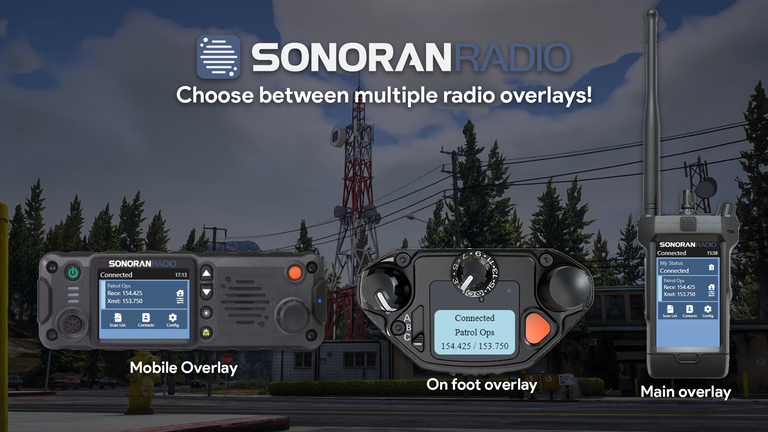 SONORANRADIO
Choose between multiple radio overlays!
SONORANRADIO
Connected 17:13
Patrol Ops
Recv: 154.425
Xmit: 153.750
Scan List Contacts Config
Mobile Overlay
A
B
C
Connected
Patrol Ops
154.425 / 153.750
On foot overlay
SONORANRADIO
15:38
My Status
Connected
Patrol Ops
Recv: 154.425
Xmit: 153.750
Scan List Contacts Config
Main overlay